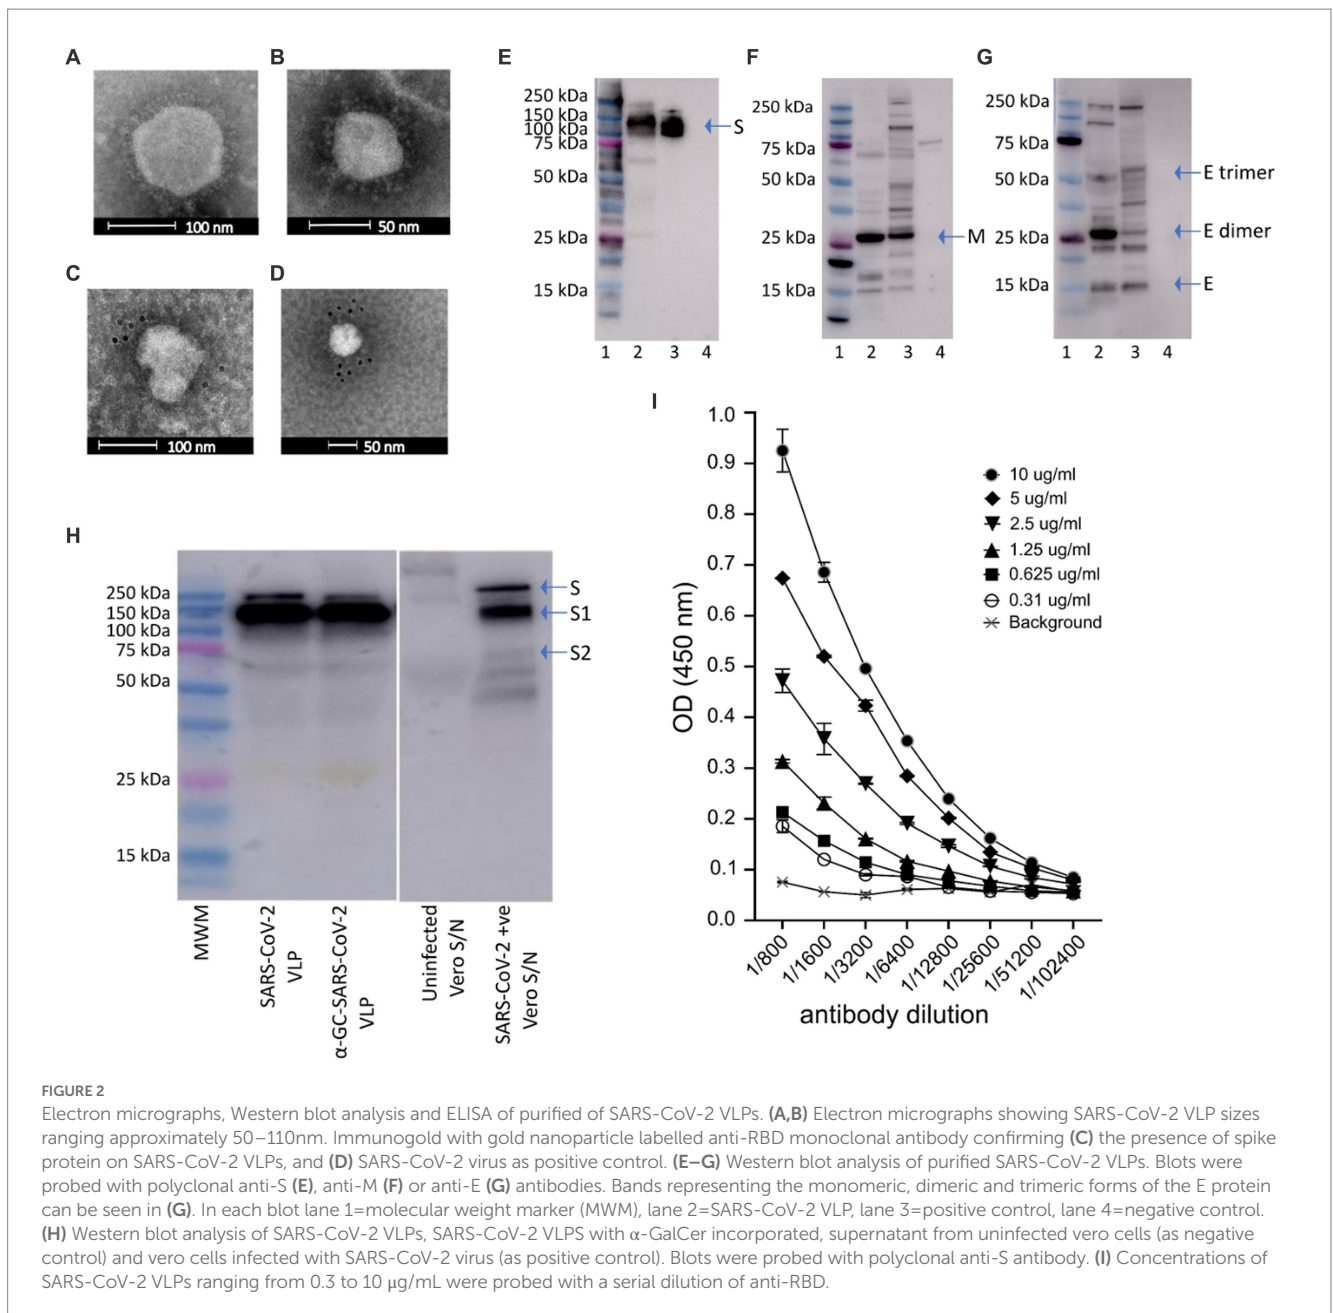 A
B
100 nm
50 nm
C
D
100 nm
50 nm
E
250 kDa
150 kDa
100 kDa
75 kDa
50 kDa
25 kDa
15 kDa
S
1 2 3 4
F
250 kDa
75 kDa
50 kDa
25 kDa
15 kDa
M
1 2 3 4
G
250 kDa
75 kDa
50 kDa
25 kDa
15 kDa
E trimer
E dimer
E
1 2 3 4
H
250 kDa
150 kDa
100 kDa
75 kDa
50 kDa
25 kDa
15 kDa
S
S1
S2
MWM
SARS-CoV-2
VLP
α-GC-SARS-CoV-2
VLP
Uninfected
Vero S/N
SARS-CoV-2 +ve
Vero S/N
I
1.0
0.9
0.8
0.7
0.6
0.5
0.4
0.3
0.2
0.1
0.0
OD (450 nm)
10 ug/ml
5 ug/ml
2.5 ug/ml
1.25 ug/ml
0.625 ug/ml
0.31 ug/ml
Background
1/800
1/1600
1/3200
1/6400
1/12800
1/25600
1/51200
1/102400
antibody dilution
FIGURE 2
Electron micrographs, Western blot analysis and ELISA of purified of SARS-CoV-2 VLPs. (A,B) Electron micrographs showing SARS-CoV-2 VLP sizes
ranging approximately 50–110nm. Immunogold with gold nanoparticle labelled anti-RBD monoclonal antibody confirming (C) the presence of spike
protein on SARS-CoV-2 VLPs, and (D) SARS-CoV-2 virus as positive control. (E–G) Western blot analysis of purified SARS-CoV-2 VLPs. Blots were
probed with polyclonal anti-S (E), anti-M (F) or anti-E (G) antibodies. Bands representing the monomeric, dimeric and trimeric forms of the E protein
can be seen in (G). In each blot lane 1=molecular weight marker (MWM), lane 2=SARS-CoV-2 VLP, lane 3=positive control, lane 4=negative control.
(H) Western blot analysis of SARS-CoV-2 VLPs, SARS-CoV-2 VLPS with α-GalCer incorporated, supernatant from uninfected vero cells (as negative
control) and vero cells infected with SARS-CoV-2 virus (as positive control). Blots were probed with polyclonal anti-S antibody. (I) Concentrations of
SARS-CoV-2 VLPs ranging from 0.3 to 10 μg/mL were probed with a serial dilution of anti-RBD.